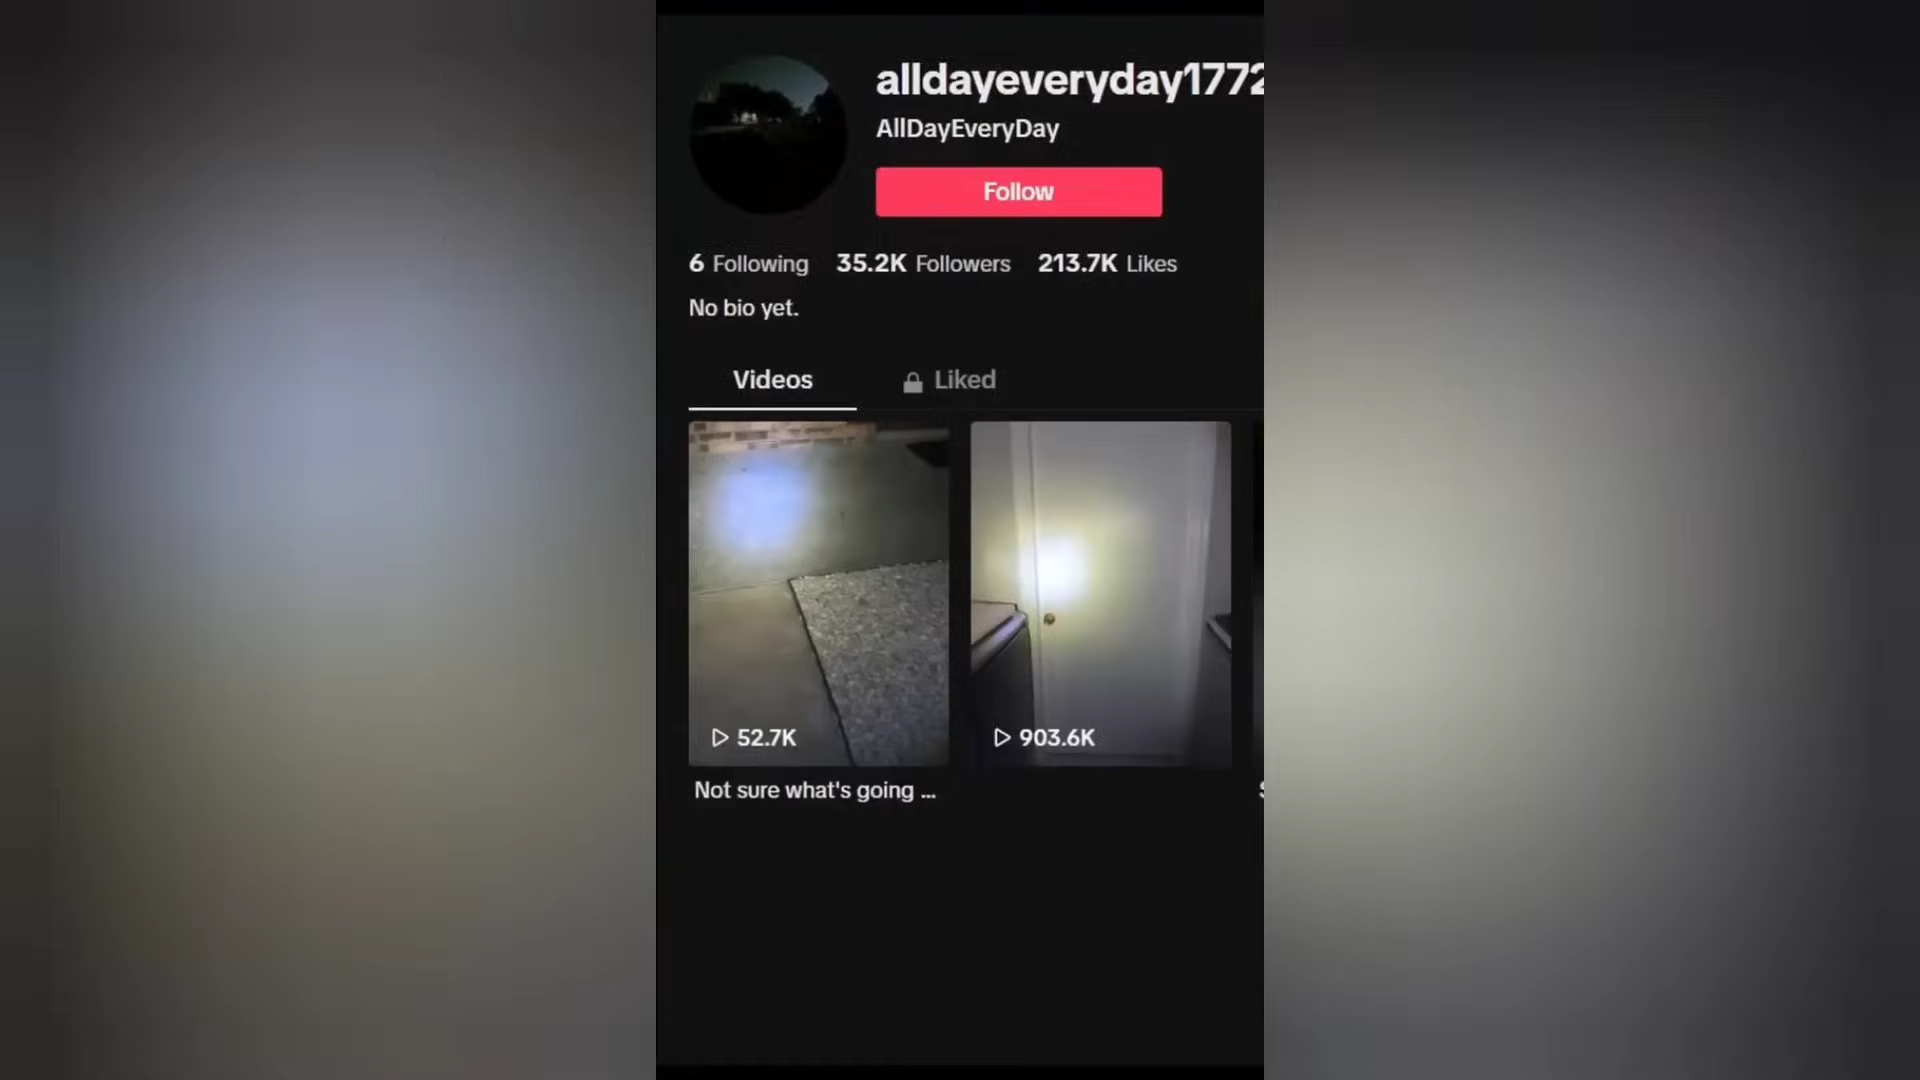 alldayeveryday1772
AllDayEveryDay
Follow
6 Following 35.2K Followers 213.7K Likes
No bio yet.
Videos Liked
52.7K 903.6K
Not sure what's going ...